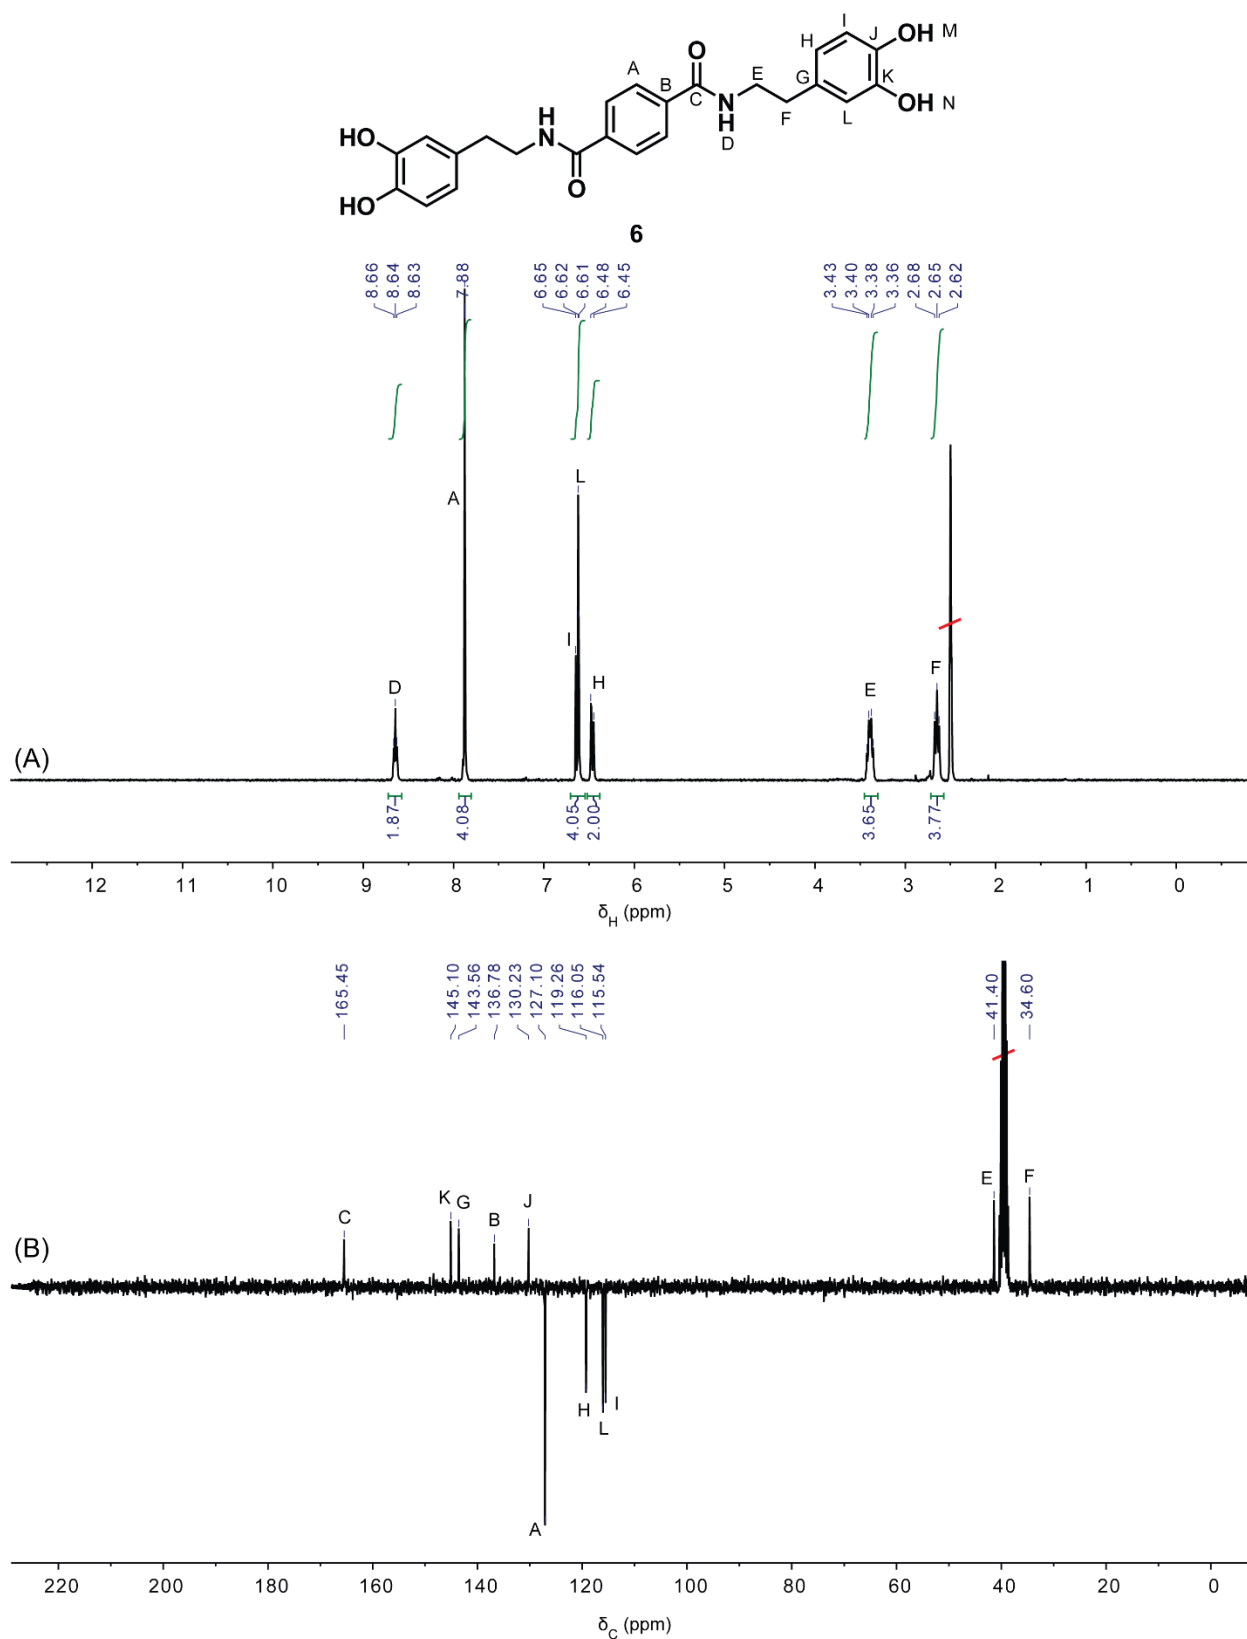 I
H
J
OH M
O
A
E
G
K
B
C
N
OH N
H
F
L
D
H
N
HO
O
HO
6
8.66
8.64
8.63
7.88
6.65
6.62
6.61
6.48
6.45
3.43
3.40
3.38
3.36
2.68
2.65
2.62
A
L
I
D
H
E
F
(A)
1.87
4.08
4.05
2.00
3.65
3.77
12 11 10 9 8 7 6 5 4 3 2 1 0
δH (ppm)
165.45
145.10
143.56
136.78
130.23
127.10
119.26
116.05
115.54
41.40
34.60
C
K
G
B
J
E
F
(B)
H
I
L
A
220 200 180 160 140 120 100 80 60 40 20 0
δC (ppm)